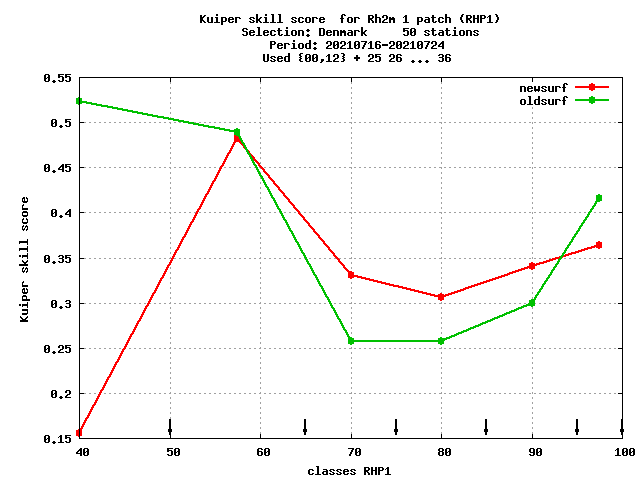 Kuiper skill score  for Rh2m 1 patch (RHP1)
Selection: Denmark     50 stations
Period: 20210716-20210724
Used {00,12} + 25 26 ... 36
newsurf
oldsurf
0.55
0.5
0.45
0.4
0.35
0.3
0.25
0.2
0.15
Kuiper skill score
40 50 60 70 80 90 100
classes RHP1